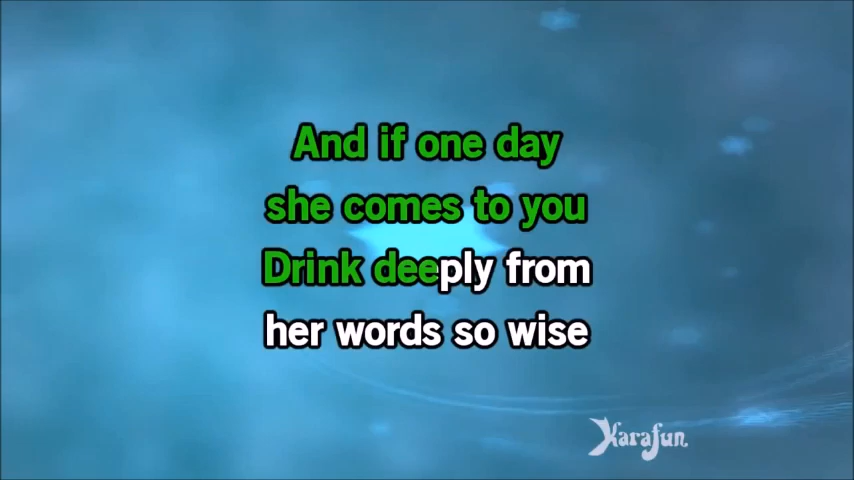 And if one day
she comes to you
Drink deeply from
her words so wise
Karafun